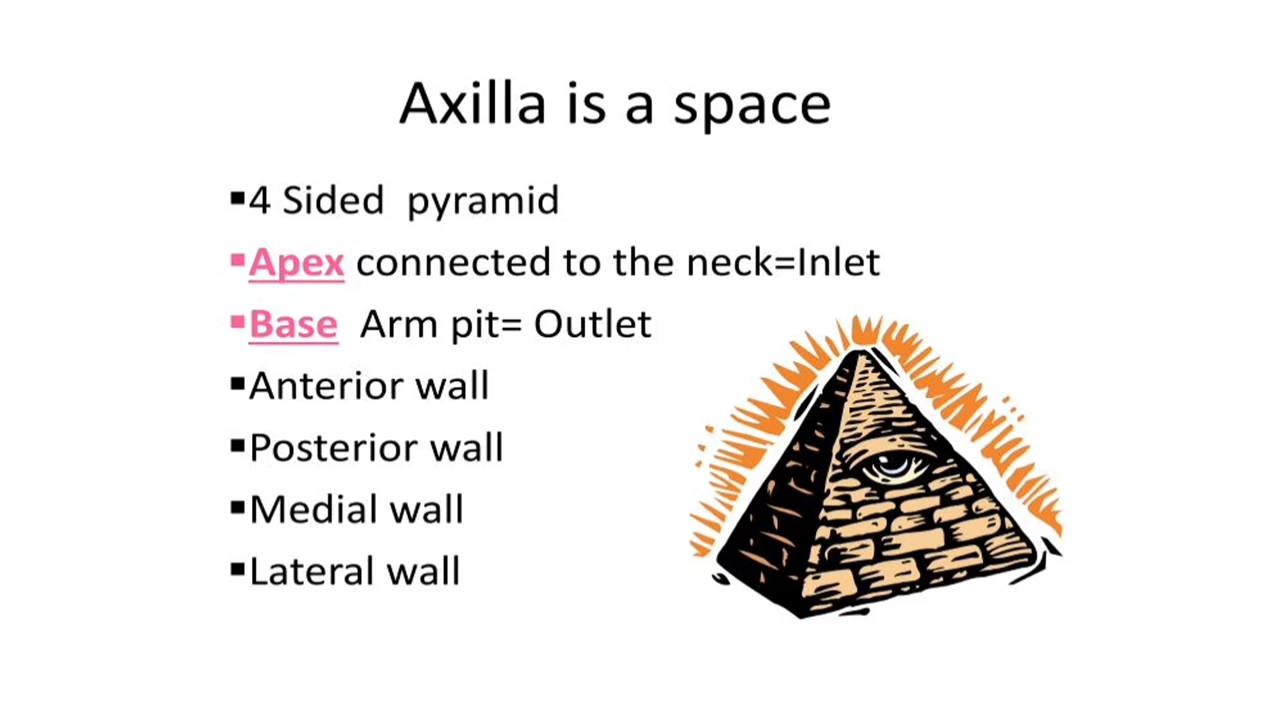 Axilla is a space
▪4 Sided pyramid
▪Apex connected to the neck=Inlet
▪Base Arm pit= Outlet
▪Anterior wall
▪Posterior wall
▪Medial wall
▪Lateral wall